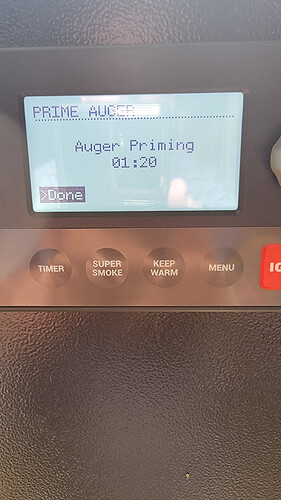 PRIME AUGER
Auger Priming
01:20
>Done
TIMER
SUPER
SMOKE
KEEP
WARM
MENU